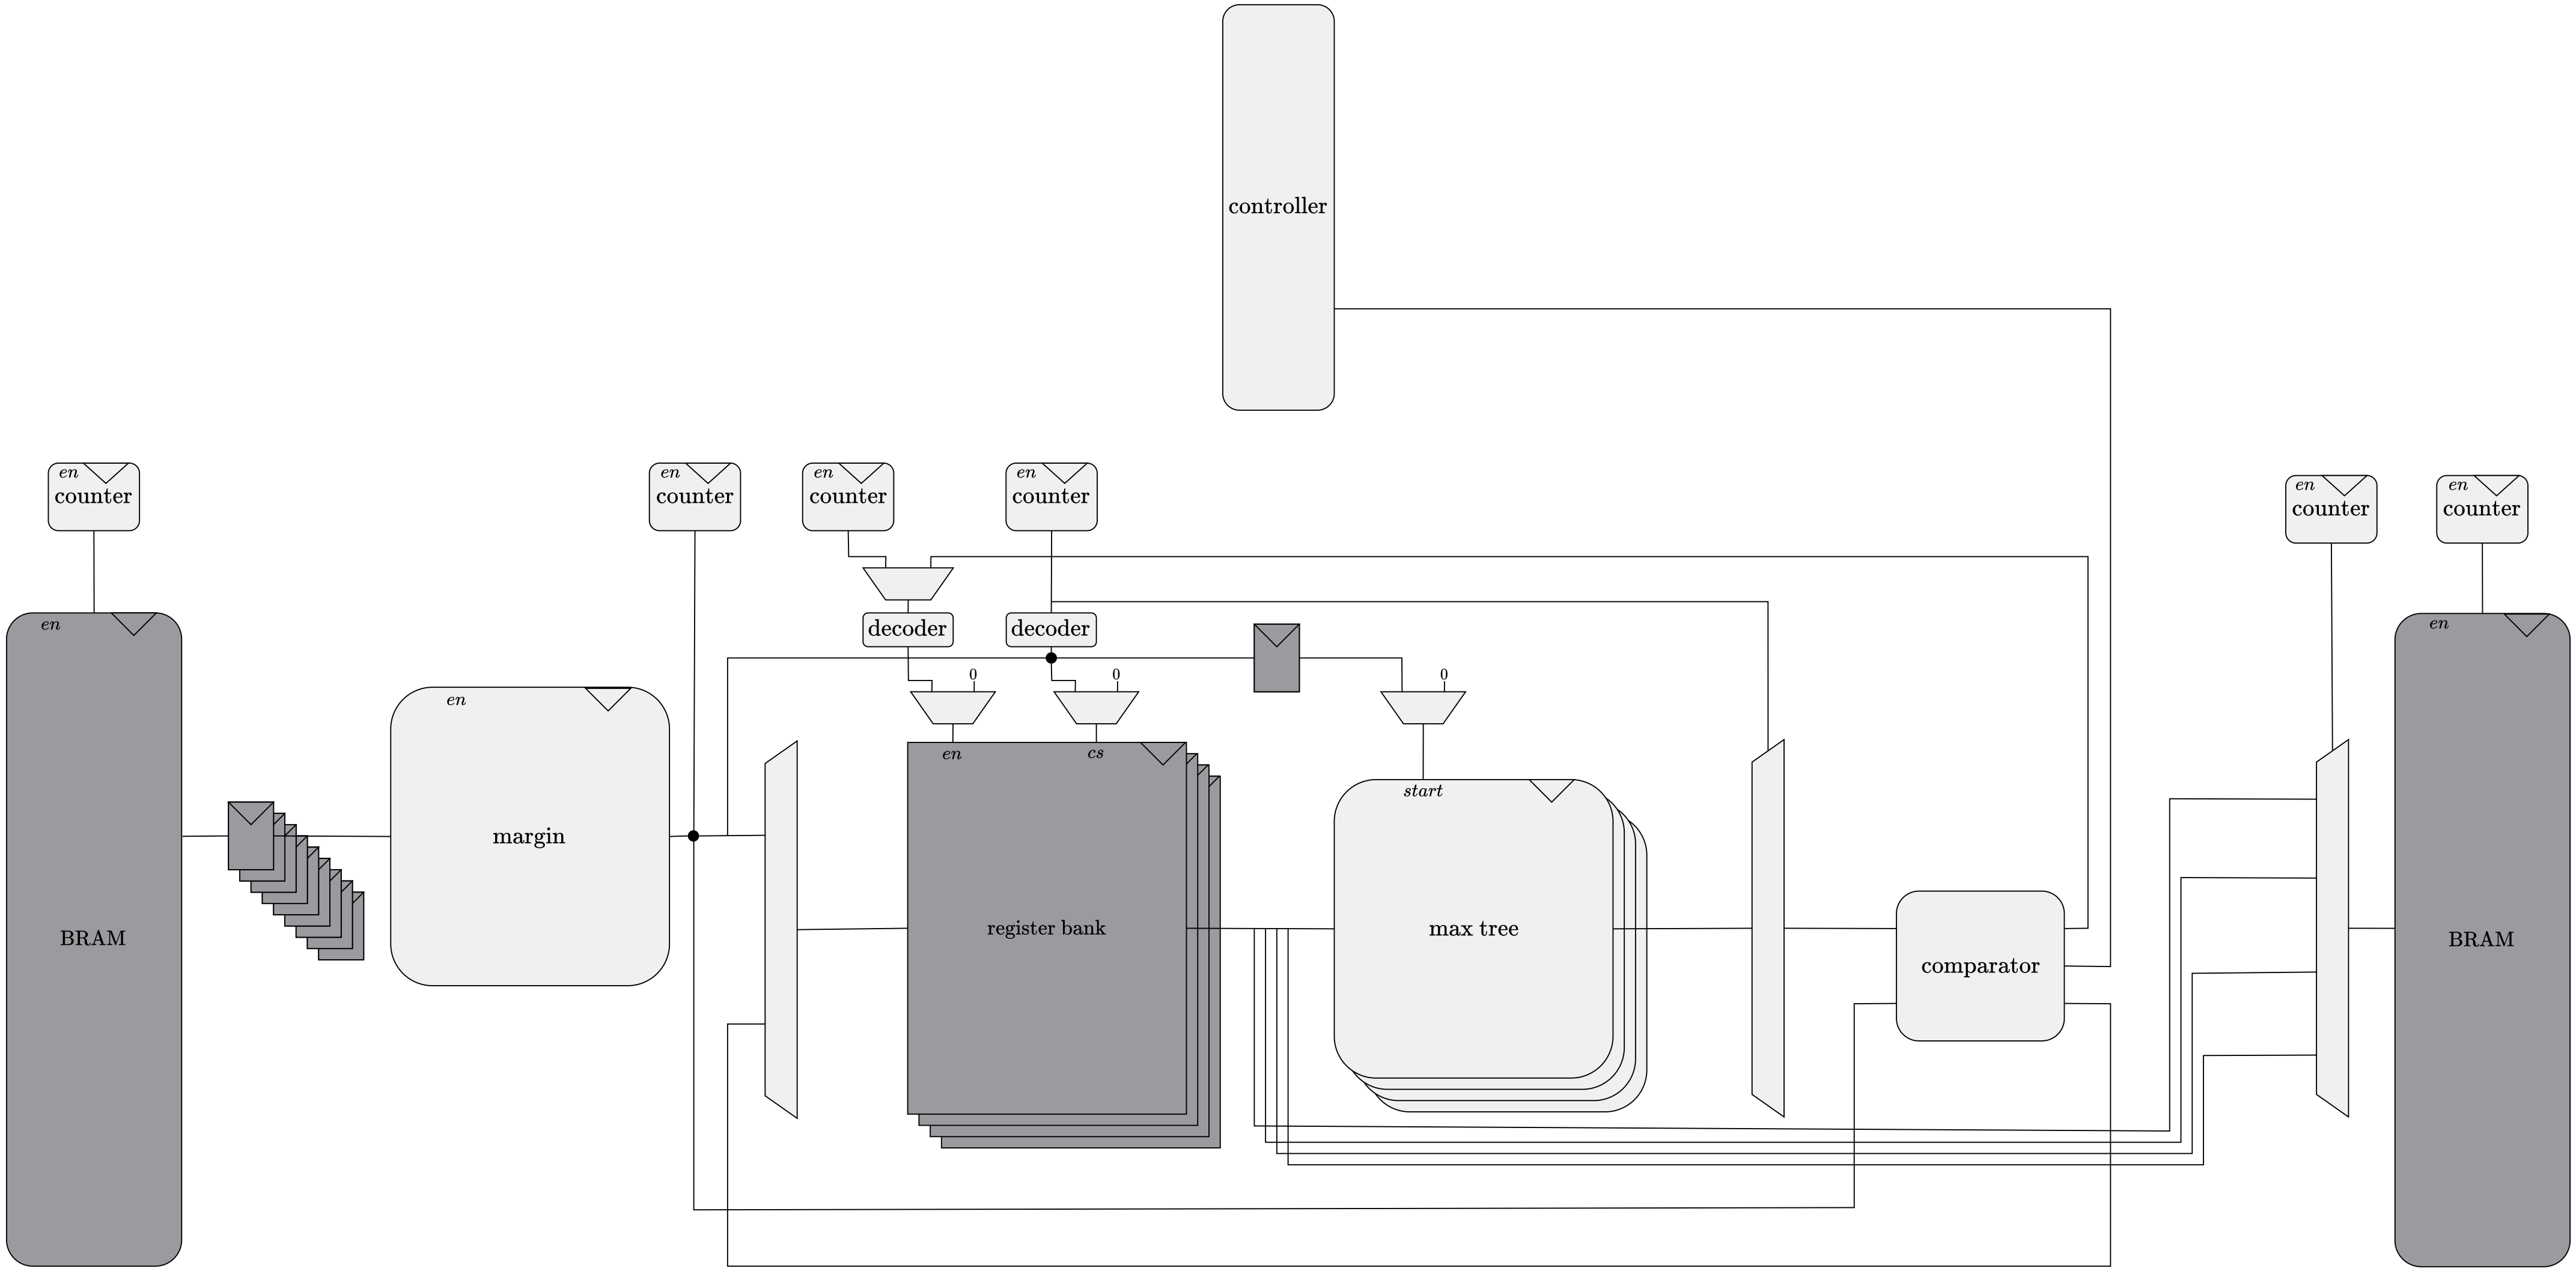 controller
en
counter
en
counter
en
counter
en
counter
en
counter
en
counter
decoder
decoder
en
en
0
0
0
en
en
cs
start
BRAM
margin
register bank
max tree
comparator
BRAM